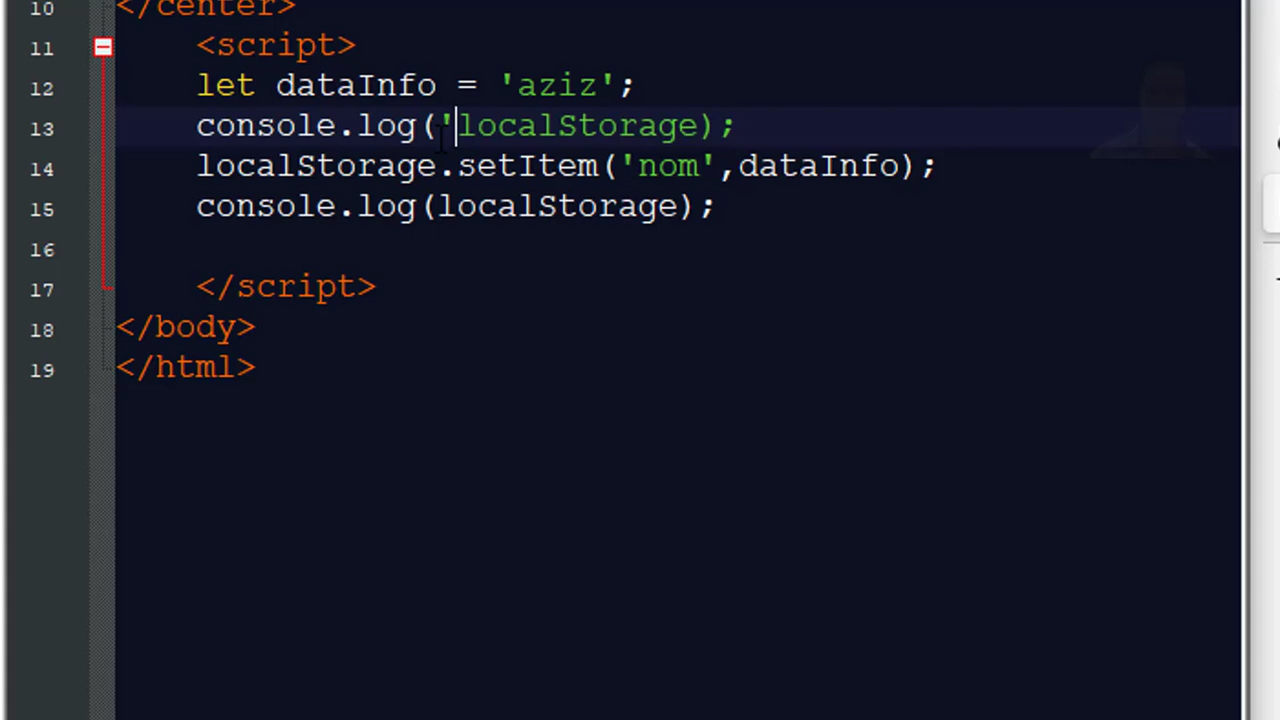 10 </center>
11 <script>
12 let dataInfo = 'aziz';
13 console.log('localStorage);
14 localStorage.setItem('nom',dataInfo);
15 console.log(localStorage);
16
17 </script>
18 </body>
19 </html>